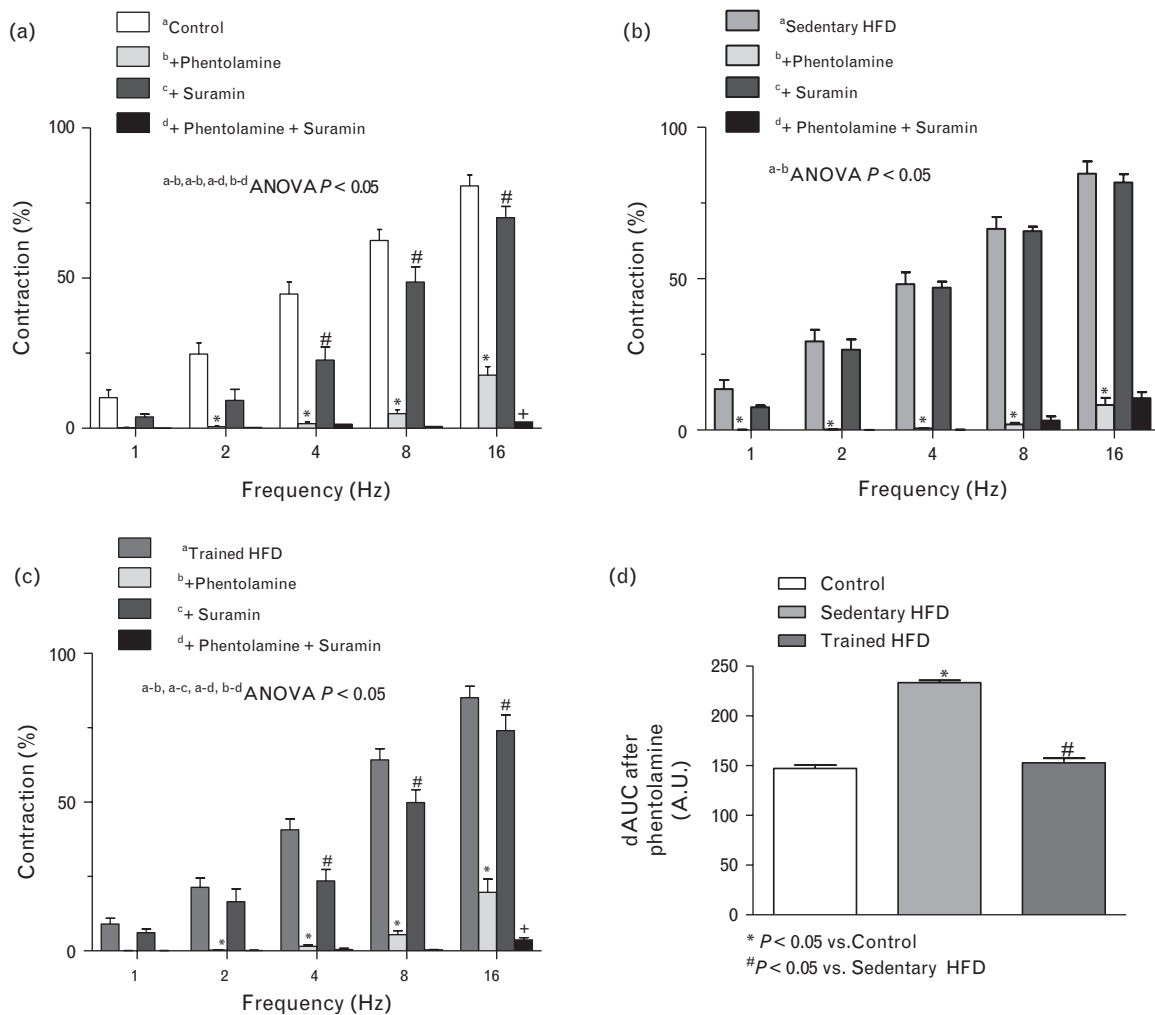 (a)
aControl
b+Phentolamine
c+ Suramin
d+ Phentolamine + Suramin
a-b, a-b, a-d, b-d ANOVA P < 0.05
Contraction (%)
100
50
0
* * * *
# # #
+
1 2 4 8 16
Frequency (Hz)
(b)
aSedentary HFD
b+Phentolamine
c+ Suramin
d+ Phentolamine + Suramin
a-b ANOVA P < 0.05
Contraction (%)
100
50
0
* * * * *
1 2 4 8 16
Frequency (Hz)
(c)
aTrained HFD
b+Phentolamine
c+ Suramin
d+ Phentolamine + Suramin
a-b, a-c, a-d, b-d ANOVA P < 0.05
Contraction (%)
100
50
0
* * * *
# # #
+
1 2 4 8 16
Frequency (Hz)
(d)
Control
Sedentary HFD
Trained HFD
dAUC after
phentolamine
(A.U.)
250
200
150
100
50
0
*
#
* P < 0.05 vs.Control
#P < 0.05 vs. Sedentary HFD